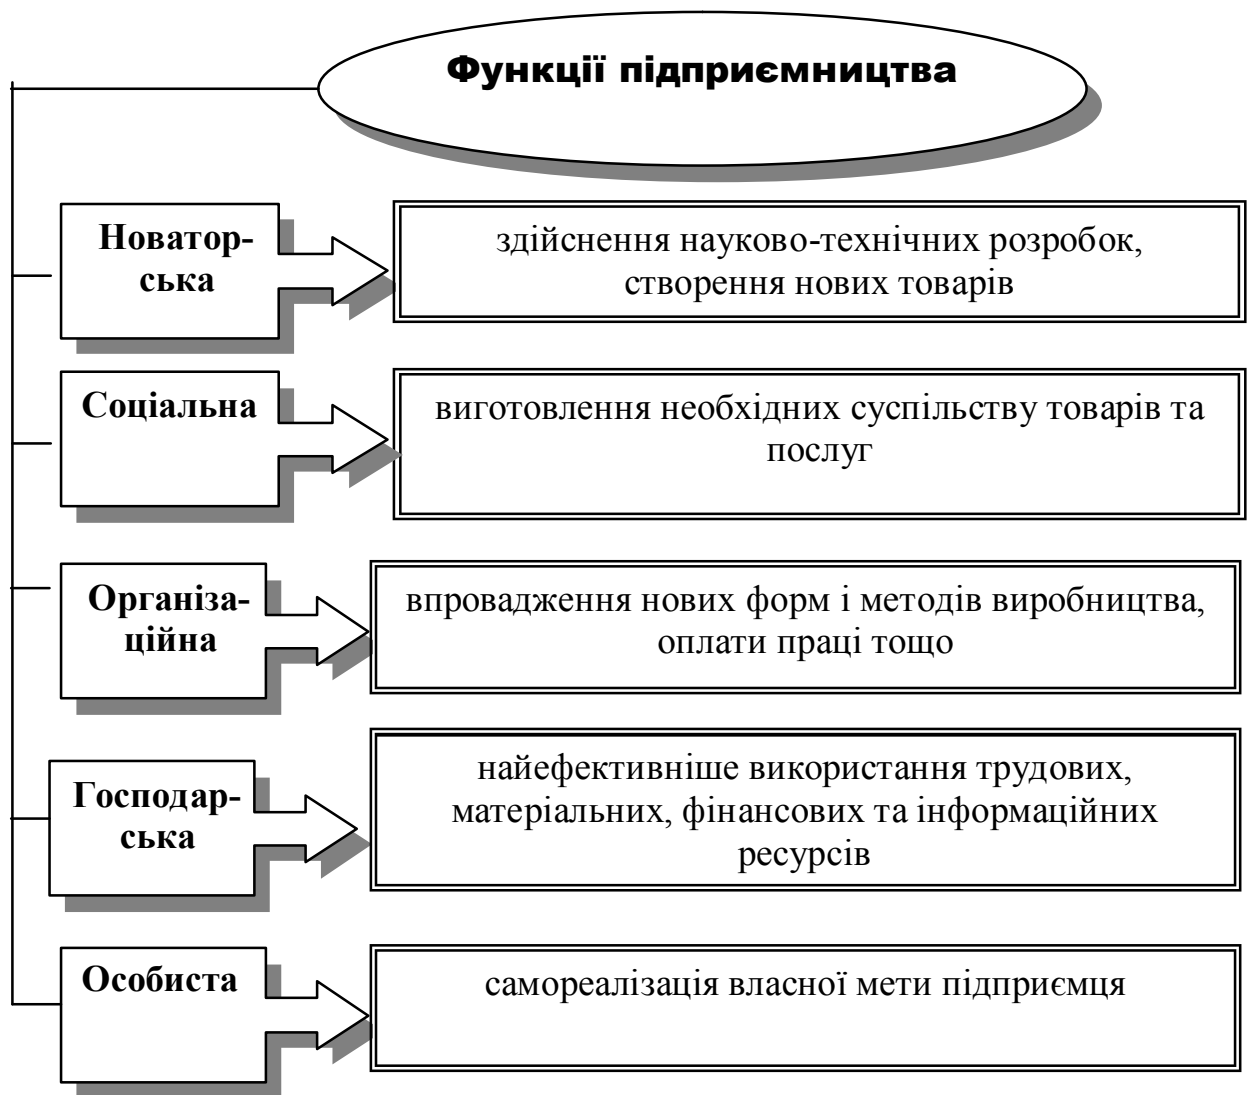 Функції підприємництва
Новатор-
ська
здійснення науково-технічних розробок,
створення нових товарів
Соціальна
виготовлення необхідних суспільству товарів та
послуг
Організа-
ційна
впровадження нових форм і методів виробництва,
оплати праці тощо
Господар-
ська
найефективніше використання трудових,
матеріальних, фінансових та інформаційних
ресурсів
Особиста
самореалізація власної мети підприємця